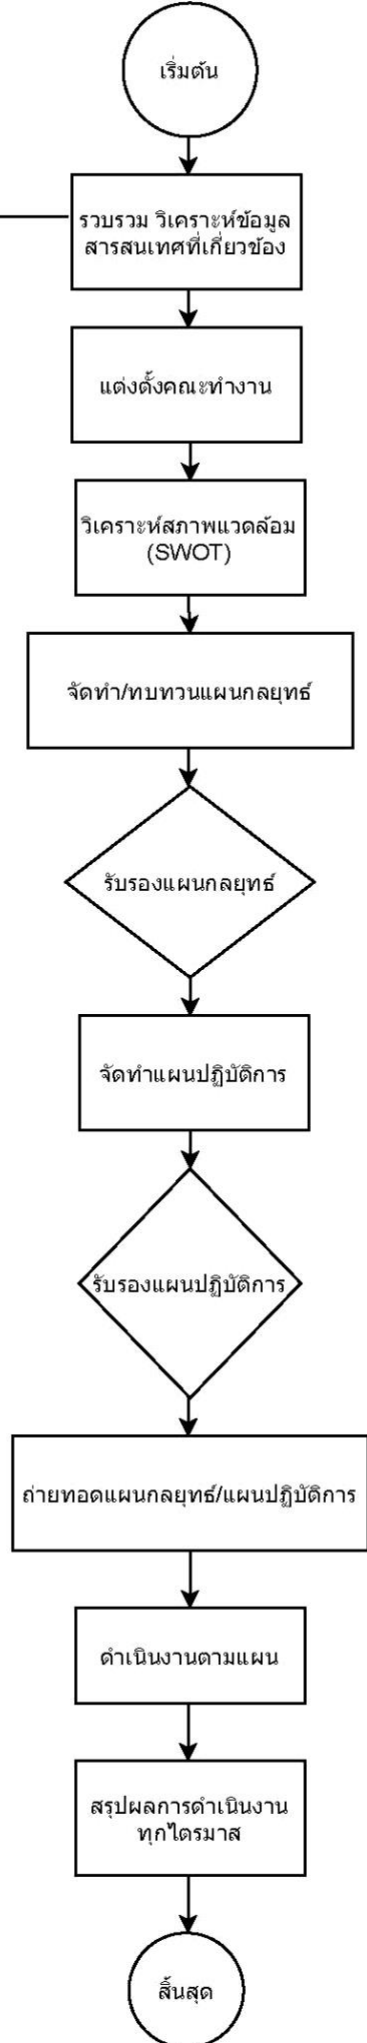 เริ่มต้น
รวบรวม วิเคราะห์ข้อมูล
สารสนเทศที่เกี่ยวข้อง
แต่งตั้งคณะทำงาน
วิเคราะห์สภาพแวดล้อม
(SWOT)
จัดทำ/ทบทวนแผนกลยุทธ์
รับรองแผนกลยุทธ์
จัดทำแผนปฏิบัติการ
รับรองแผนปฏิบัติการ
ถ่ายทอดแผนกลยุทธ์/แผนปฏิบัติการ
ดำเนินงานตามแผน
สรุปผลการดำเนินงาน
ทุกไตรมาส
สิ้นสุด